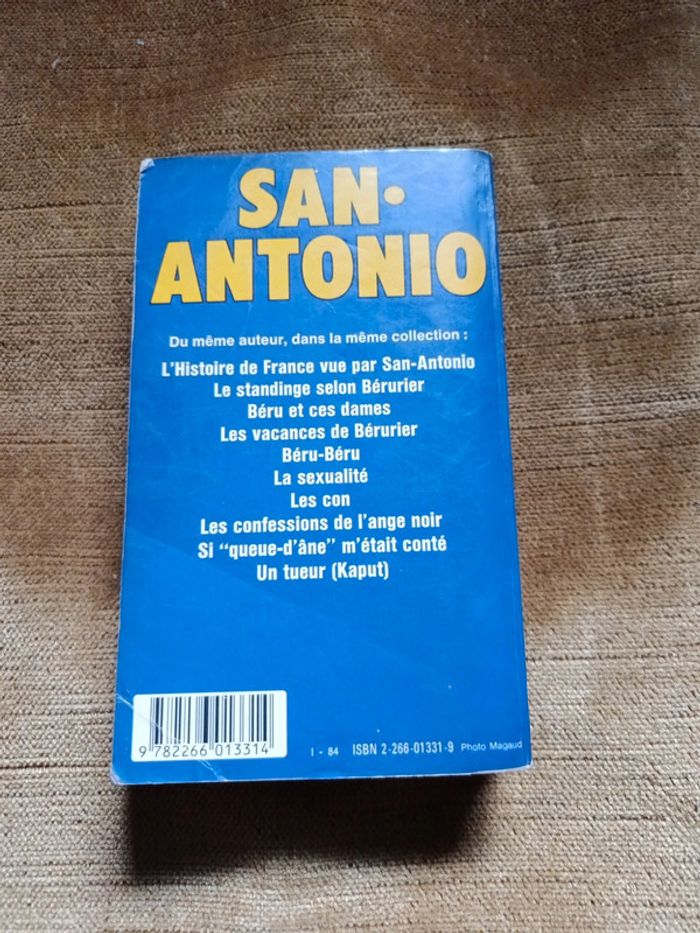 SAN-
ANTONIO
Du même auteur, dans la même collection :
L'Histoire de France vue par San-Antonio
Le standinge selon Bérurier
Béru et ces dames
Les vacances de Bérurier
Béru-Béru
La sexualité
Les con
Les confessions de l'ange noir
Si "queue-d'âne" m'était conté
Un tueur (Kaput)
9 782266 013314
I - 84 ISBN 2-266-01331-9 Photo Magaud